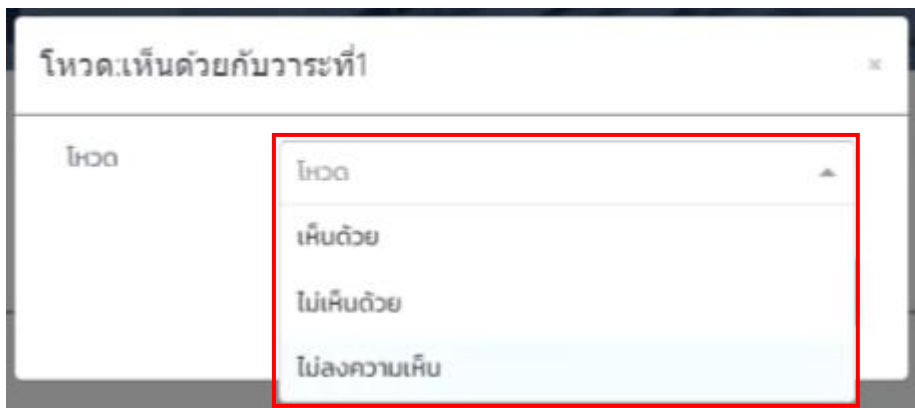 โหวด:เห็นด้วยกับวาระที่1
โหวด
โหวด
เห็นด้วย
ไม่เห็นด้วย
ไม่ลงความเห็น